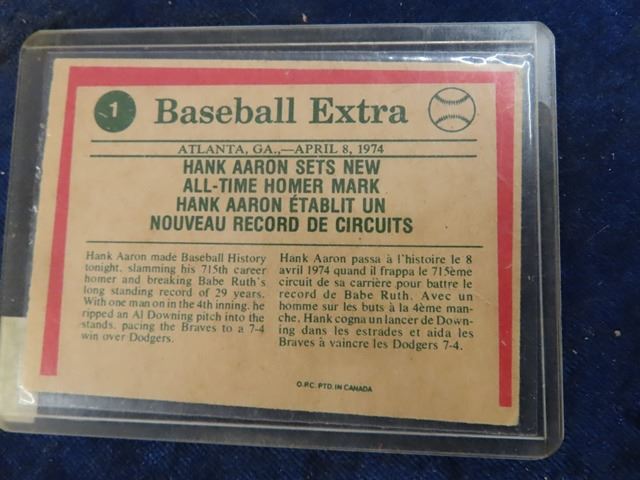 1
Baseball Extra
ATLANTA, GA.,—APRIL 8, 1974
HANK AARON SETS NEW
ALL-TIME HOMER MARK
HANK AARON ÉTABLIT UN
NOUVEAU RECORD DE CIRCUITS
Hank Aaron made Baseball History
tonight, slamming his 715th career
homer and breaking Babe Ruth's
long standing record of 29 years.
With one man on in the 4th inning, he
ripped an Al Downing pitch into the
stands, pacing the Braves to a 7-4
win over Dodgers.
Hank Aaron passa à l'histoire le 8
avril 1974 quand il frappa le 715ème
circuit de sa carrière pour battre le
record de Babe Ruth. Avec un
homme sur les buts à la 4ème man-
che, Hank cogna un lancer de Down-
ing dans les estrades et aida les
Braves à vaincre les Dodgers 7-4.
O.P.C. PTD. IN CANADA